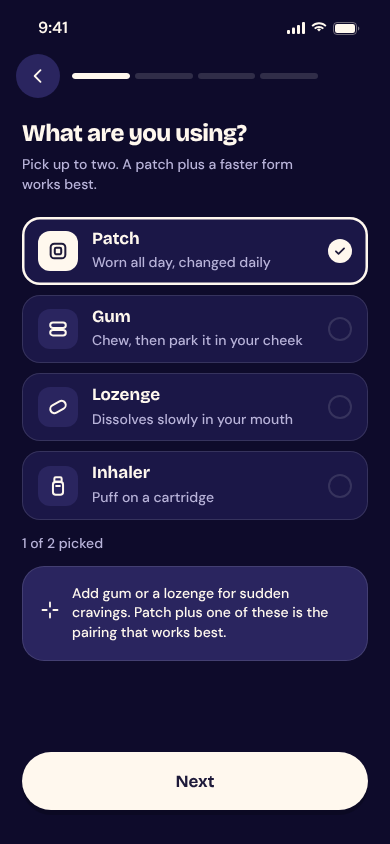 9:41
What are you using?
Pick up to two. A patch plus a faster form
works best.
Patch
Worn all day, changed daily
Gum
Chew, then park it in your cheek
Lozenge
Dissolves slowly in your mouth
Inhaler
Puff on a cartridge
1 of 2 picked
Add gum or a lozenge for sudden
cravings. Patch plus one of these is the
pairing that works best.
Next